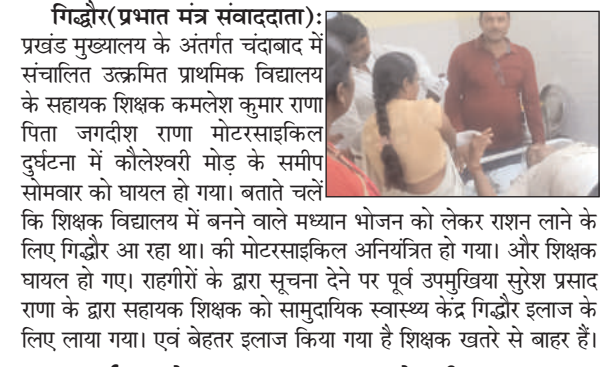 गिद्धौर(प्रभात मंत्र संवाददाता):
प्रखंड मुख्यालय के अंतर्गत चंदाबाद में
संचालित उत्क्रमित प्राथमिक विद्यालय
के सहायक शिक्षक कमलेश कुमार राणा
पिता जगदीश राणा मोटरसाइकिल
दुर्घटना में कौलेश्वरी मोड़ के समीप
सोमवार को घायल हो गया। बताते चलें
कि शिक्षक विद्यालय में बनने वाले मध्यान भोजन को लेकर राशन लाने के
लिए गिद्धौर आ रहा था। की मोटरसाइकिल अनियंत्रित हो गया। और शिक्षक
घायल हो गए। राहगीरों के द्वारा सूचना देने पर पूर्व उपमुखिया सुरेश प्रसाद
राणा के द्वारा सहायक शिक्षक को सामुदायिक स्वास्थ्य केंद्र गिद्धौर इलाज के
लिए लाया गया। एवं बेहतर इलाज किया गया है शिक्षक खतरे से बाहर हैं।